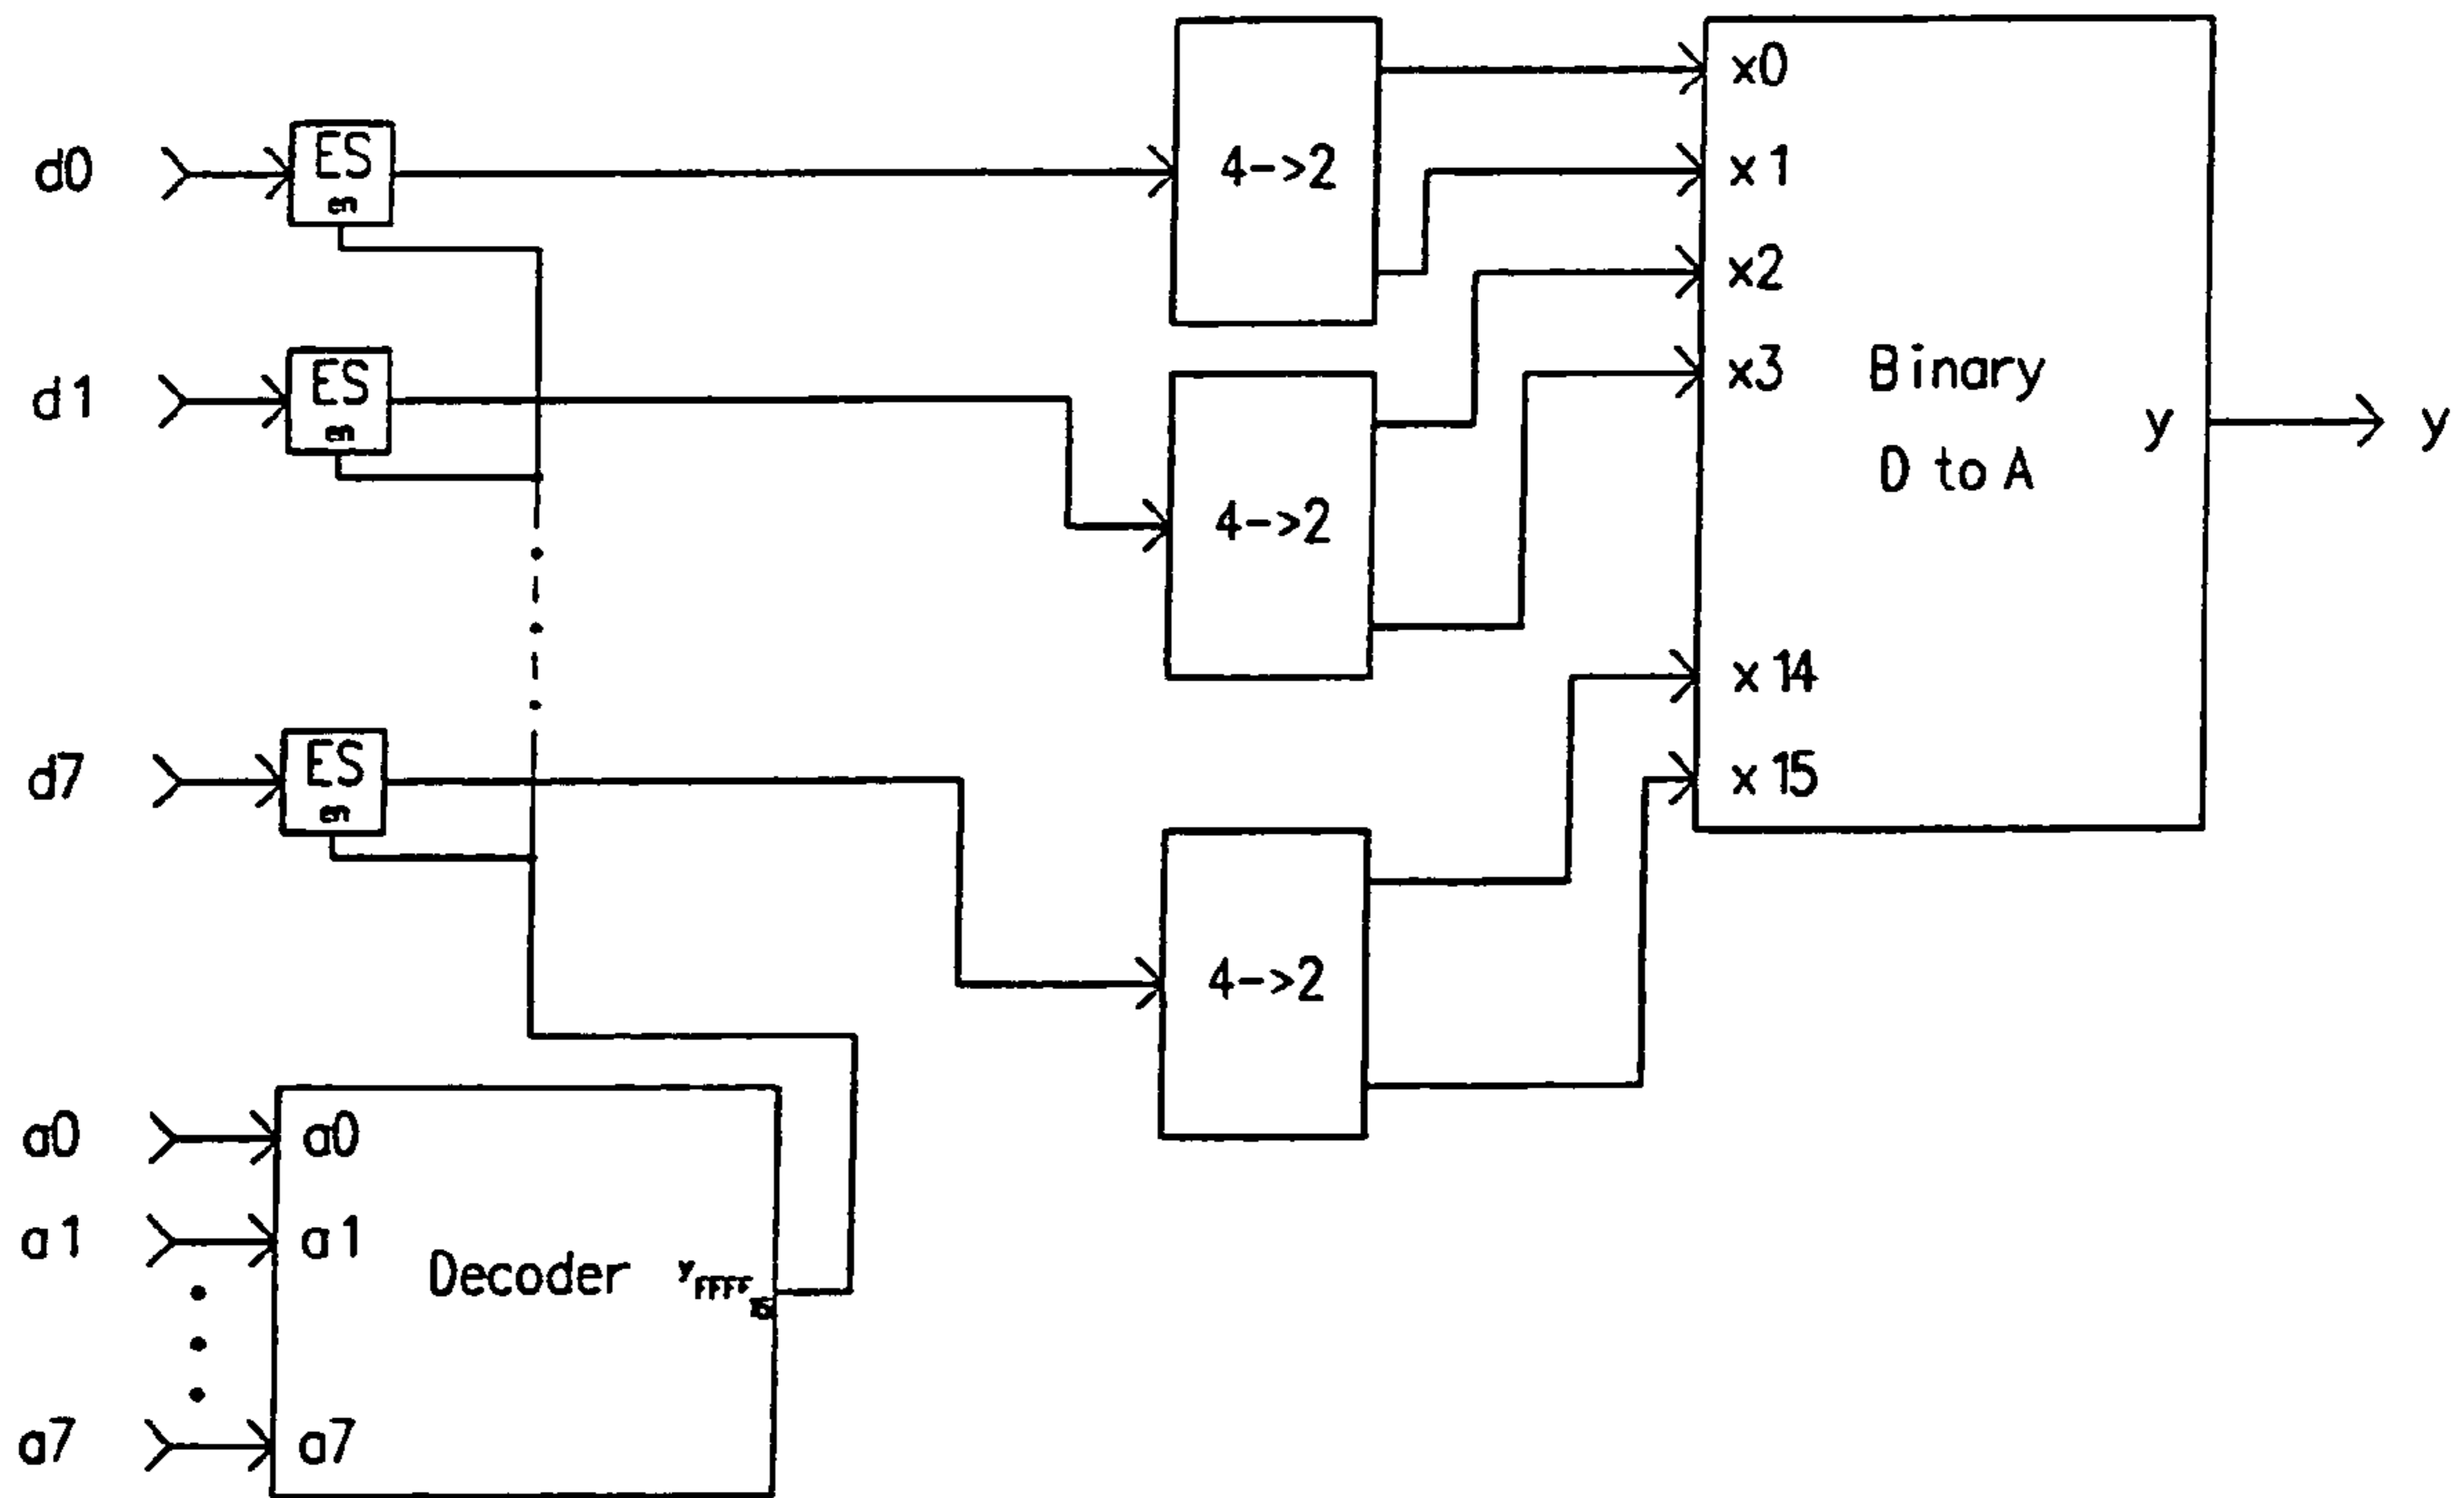 x0
d0
ES
en
4->2
x1
x2
d1
ES
en
4->2
x3
Binary
D to A
y
y
d7
ES
en
x14
x15
4->2
a0
a0
a1
a1
Decoder
a7
a7